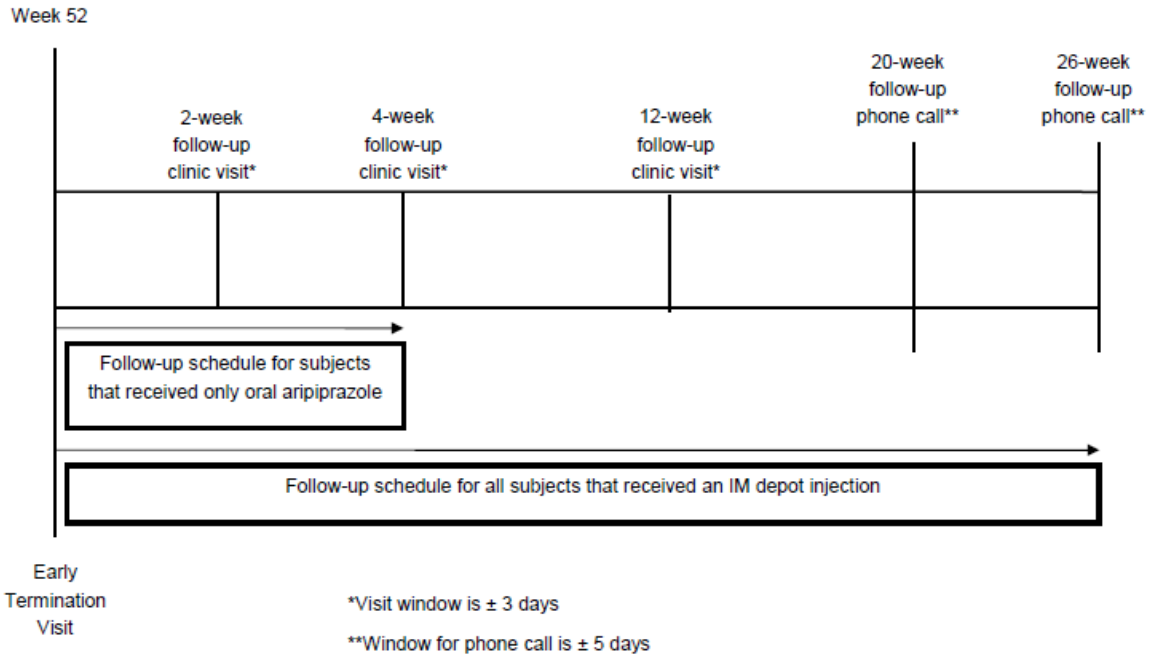 Week 52
20-week
follow-up
phone call**
26-week
follow-up
phone call**
2-week
follow-up
clinic visit*
4-week
follow-up
clinic visit*
12-week
follow-up
clinic visit*
Follow-up schedule for subjects
that received only oral aripiprazole
Follow-up schedule for all subjects that received an IM depot injection
Early
Termination
Visit
*Visit window is ± 3 days
**Window for phone call is ± 5 days